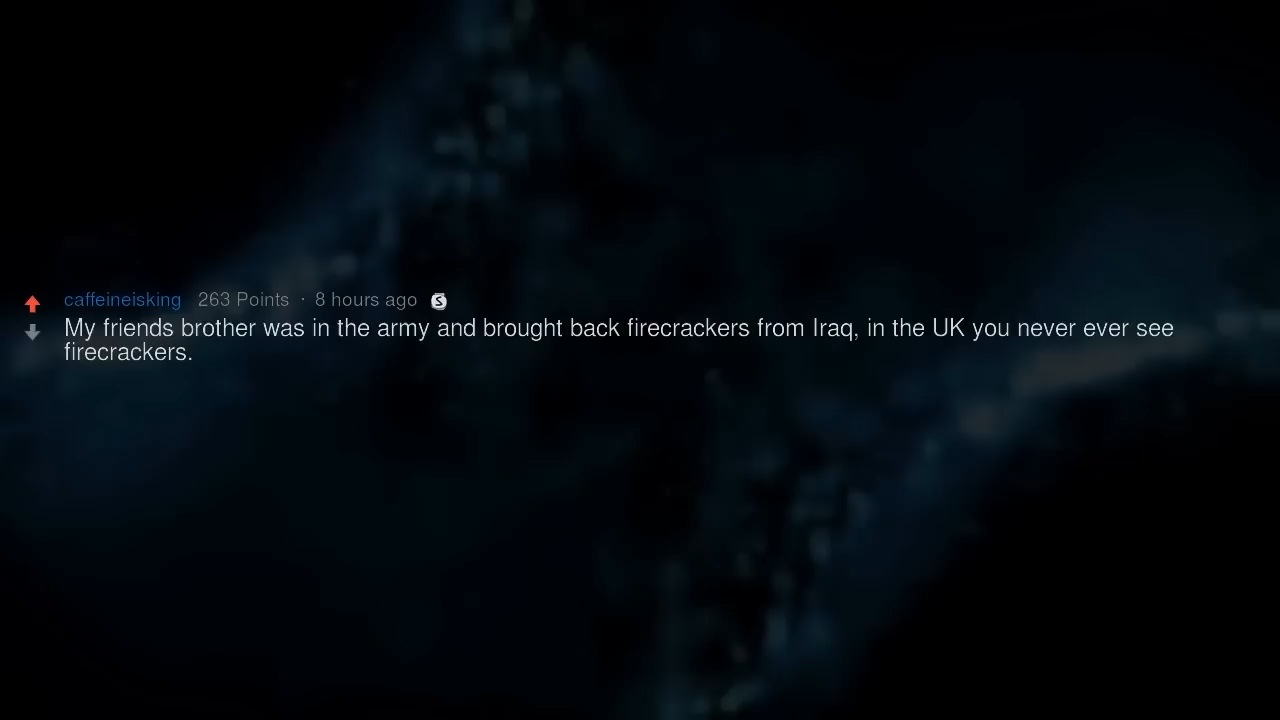 caffeineisking 263 Points · 8 hours ago S
My friends brother was in the army and brought back firecrackers from Iraq, in the UK you never ever see
firecrackers.